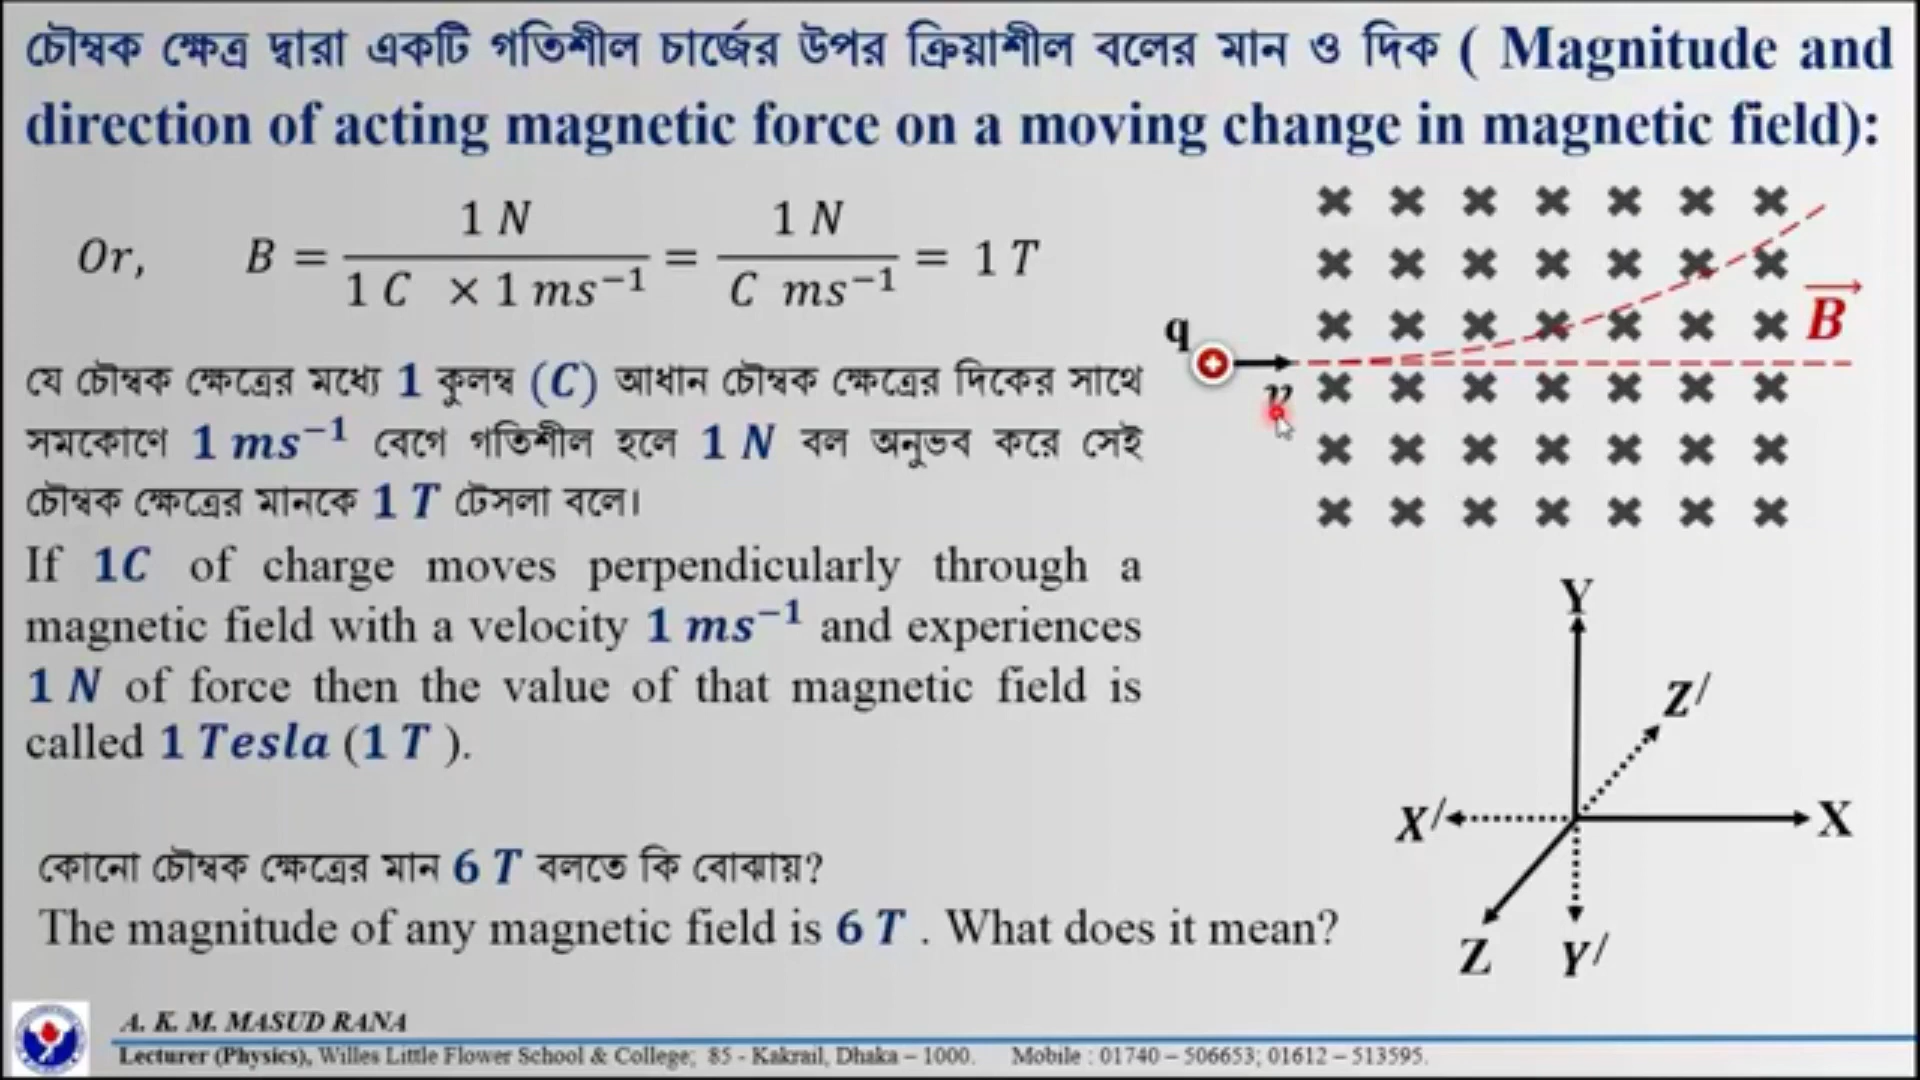 চৌম্বক ক্ষেত্র দ্বারা একটি গতিশীল চার্জের উপর ক্রিয়াশীল বলের মান ও দিক ( Magnitude and
direction of acting magnetic force on a moving change in magnetic field):
Or, B = 1 N / 1 C × 1 ms⁻¹ = 1 N / C ms⁻¹ = 1 T
যে চৌম্বক ক্ষেত্রের মধ্যে 1 কুলম্ব (C) আধান চৌম্বক ক্ষেত্রের দিকের সাথে
সমকোণে 1 ms⁻¹ বেগে গতিশীল হলে 1 N বল অনুভব করে সেই
চৌম্বক ক্ষেত্রের মানকে 1 T টেসলা বলে।
If 1C of charge moves perpendicularly through a
magnetic field with a velocity 1 ms⁻¹ and experiences
1 N of force then the value of that magnetic field is
called 1 Tesla (1 T ).
কোনো চৌম্বক ক্ষেত্রের মান 6 T বলতে কি বোঝায়?
The magnitude of any magnetic field is 6 T . What does it mean?
q
v
B
Y
Z/
X/
X
Z
Y/
A. K. M. MASUD RANA
Lecturer (Physics), Willes Little Flower School & College; 85 - Kakrail, Dhaka – 1000. Mobile : 01740 – 506653; 01612 – 513595.